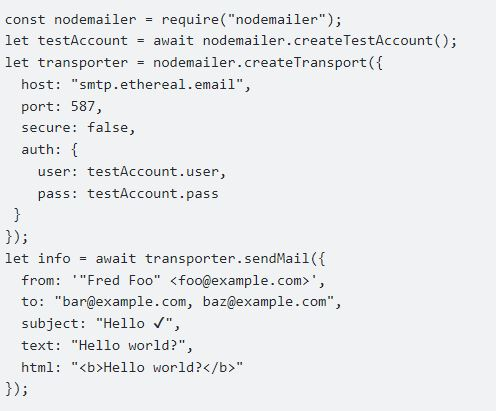 const nodemailer = require("nodemailer");
let testAccount = await nodemailer.createTestAccount();
let transporter = nodemailer.createTransport({
  host: "smtp.ethereal.email",
  port: 587,
  secure: false,
  auth: {
    user: testAccount.user,
    pass: testAccount.pass
 }
});
let info = await transporter.sendMail({
  from: '"Fred Foo" <foo@example.com>',
  to: "bar@example.com, baz@example.com",
  subject: "Hello ✓",
  text: "Hello world?",
  html: "<b>Hello world?</b>"
});